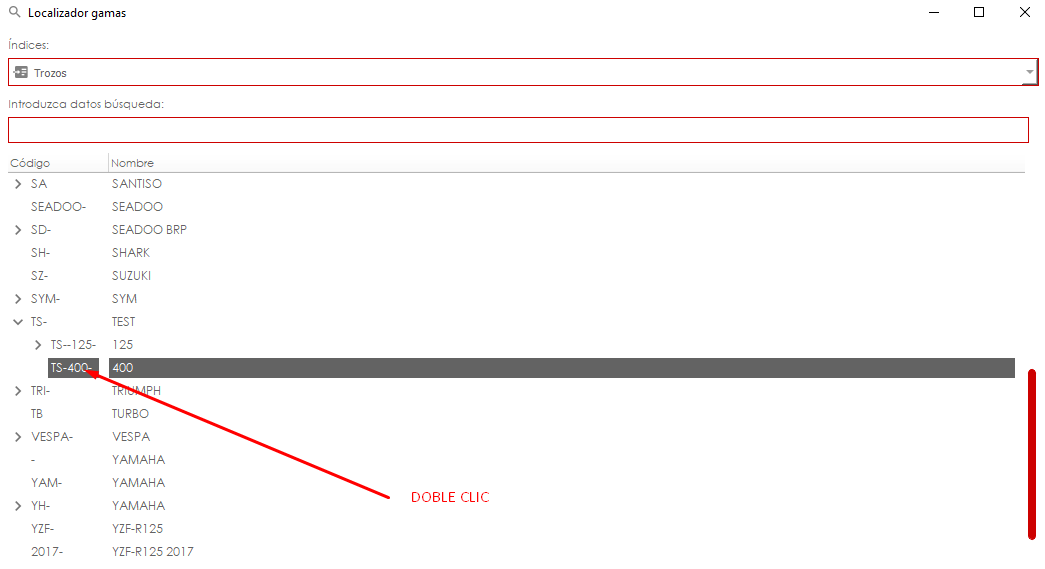 Localizador gamas
Índices:
Trozos
Introduzca datos búsqueda:
Código Nombre
SA SANTISO
SEADOO- SEADOO
SD- SEADOO BRP
SH- SHARK
SZ- SUZUKI
SYM- SYM
TS- TEST
TS--125- 125
TS-400- 400
TRI- TRIUMPH
TB TURBO
VESPA- VESPA
- YAMAHA
YAM- YAMAHA
YH- YAMAHA
DOBLE CLIC
YZF- YZF-R125
2017- YZF-R125 2017